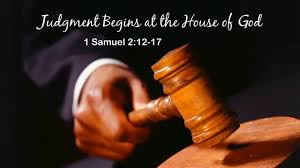 Judgment Begins at the House of God
1 Samuel 2:12-17